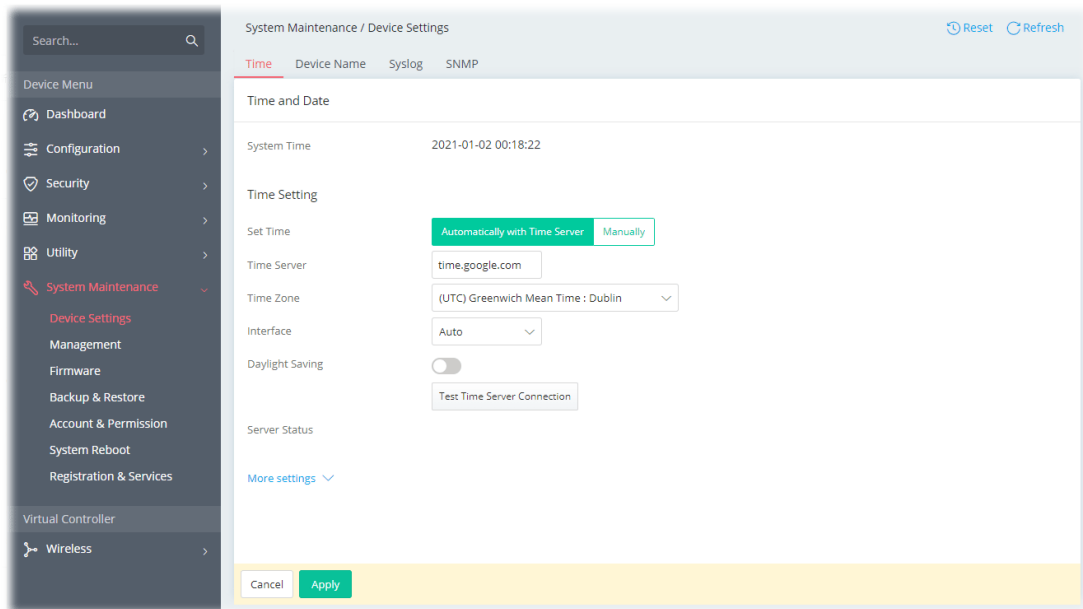 Search...
Device Menu
Dashboard
Configuration
Security
Monitoring
Utility
System Maintenance
Device Settings
Management
Firmware
Backup & Restore
Account & Permission
System Reboot
Registration & Services
Virtual Controller
Wireless
System Maintenance / Device Settings
Reset Refresh
Time Device Name Syslog SNMP
Time and Date
System Time 2021-01-02 00:18:22
Time Setting
Set Time Automatically with Time Server Manually
Time Server time.google.com
Time Zone (UTC) Greenwich Mean Time : Dublin
Interface Auto
Daylight Saving
Test Time Server Connection
Server Status
More settings
Cancel Apply